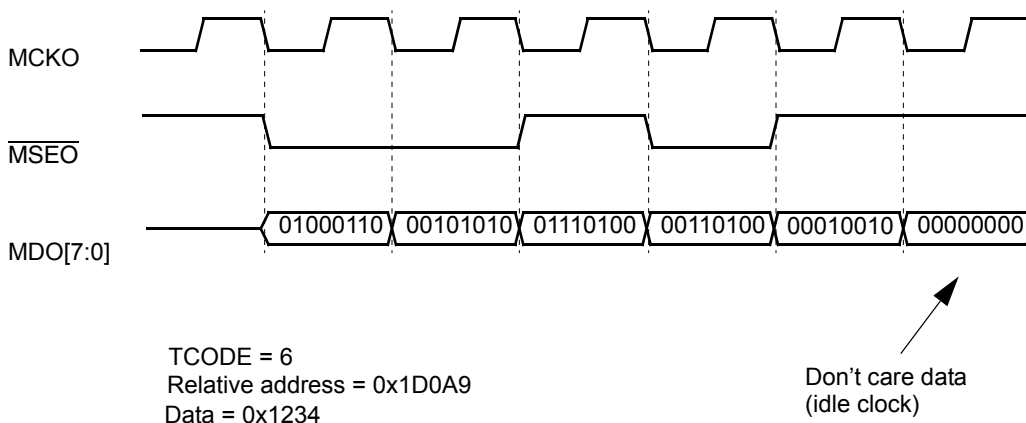 MCKO
MSEO
MDO[7:0]
01000110 00101010 01110100 00110100 00010010 00000000
TCODE = 6
Relative address = 0x1D0A9
Data = 0x1234
Don't care data
(idle clock)